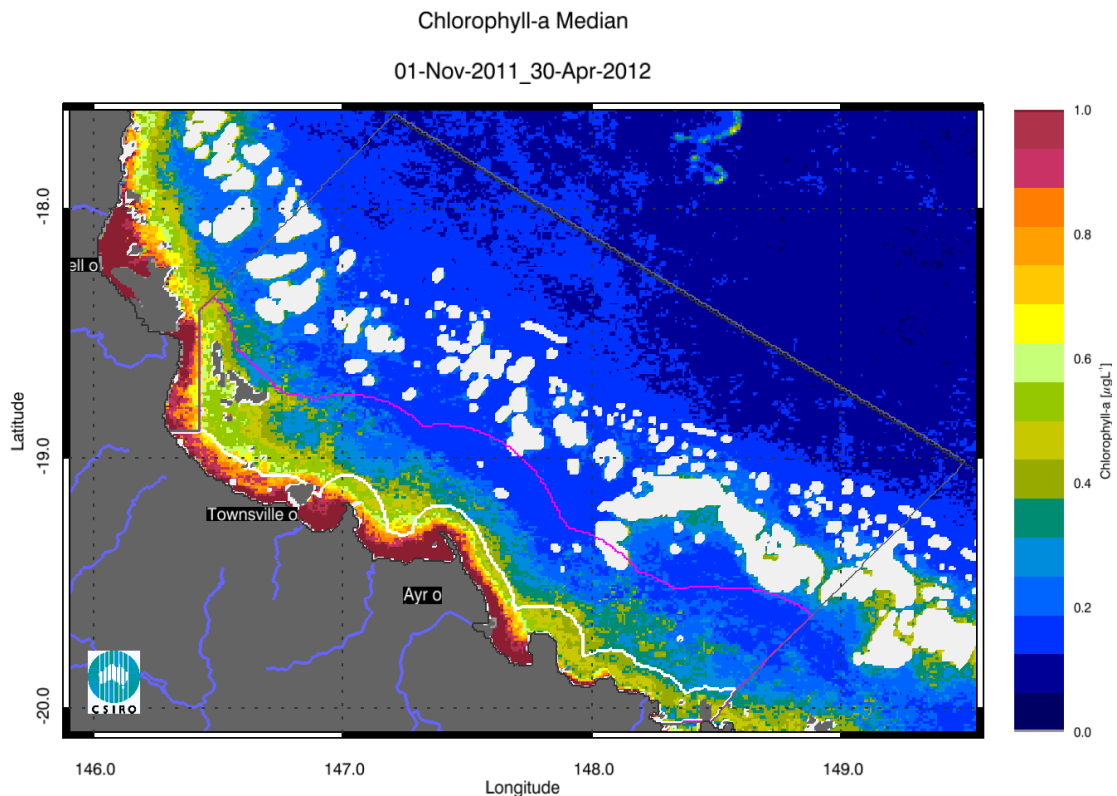 Chlorophyll-a Median
01-Nov-2011_30-Apr-2012
1.0
0.8
0.6
0.4
0.2
0.0
Chlorophyll-a [µgL⁻¹]
-18.0
-19.0
-20.0
Latitude
ell o
Townsville o
Ayr o
CSIRO
146.0
147.0
148.0
149.0
Longitude